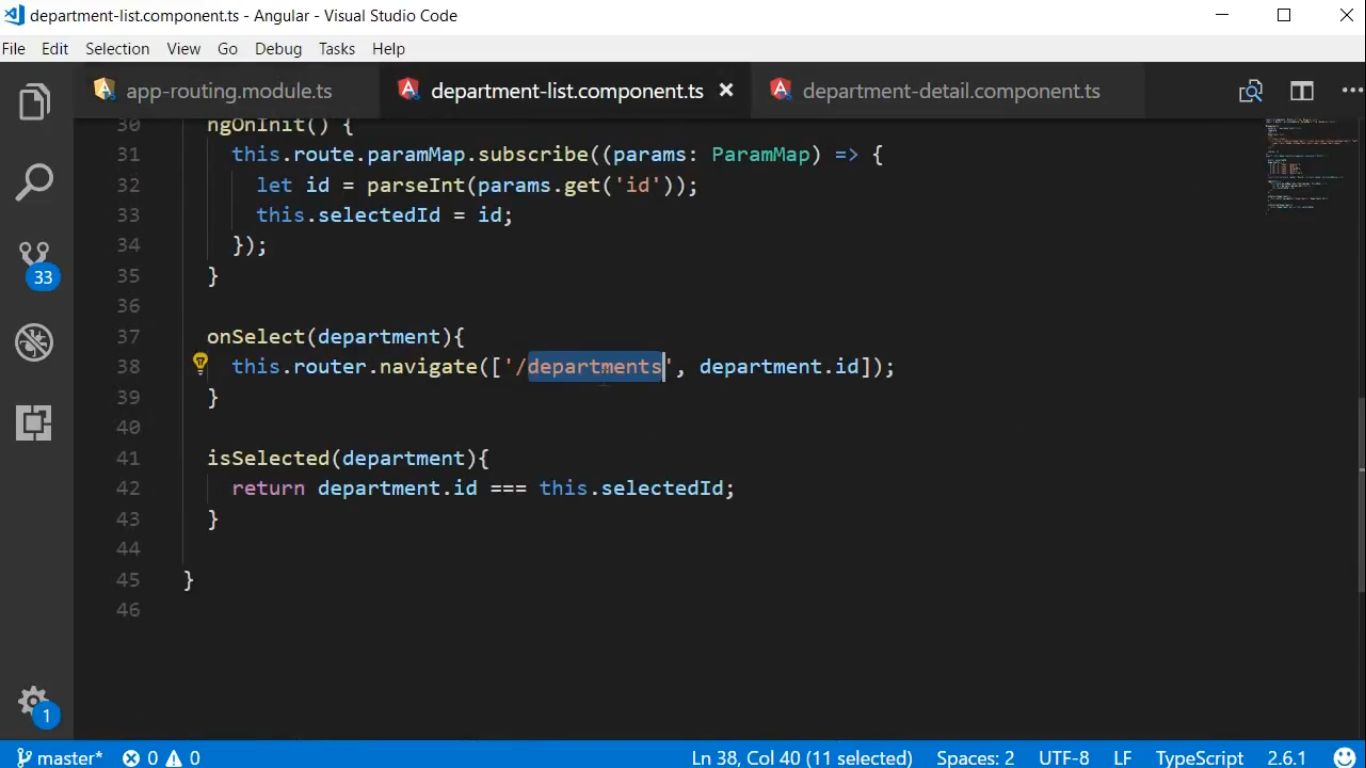 department-list.component.ts - Angular - Visual Studio Code
File Edit Selection View Go Debug Tasks Help
app-routing.module.ts department-list.component.ts × department-detail.component.ts
30 ngOnInit() {
31 this.route.paramMap.subscribe((params: ParamMap) => {
32 let id = parseInt(params.get('id'));
33 this.selectedId = id;
34 });
35 }
36
37 onSelect(department){
38 this.router.navigate(['/departments', department.id]);
39 }
40
41 isSelected(department){
42 return department.id === this.selectedId;
43 }
44
45 }
46
33
1
master* 0 0 Ln 38, Col 40 (11 selected) Spaces: 2 UTF-8 LF TypeScript 2.6.1